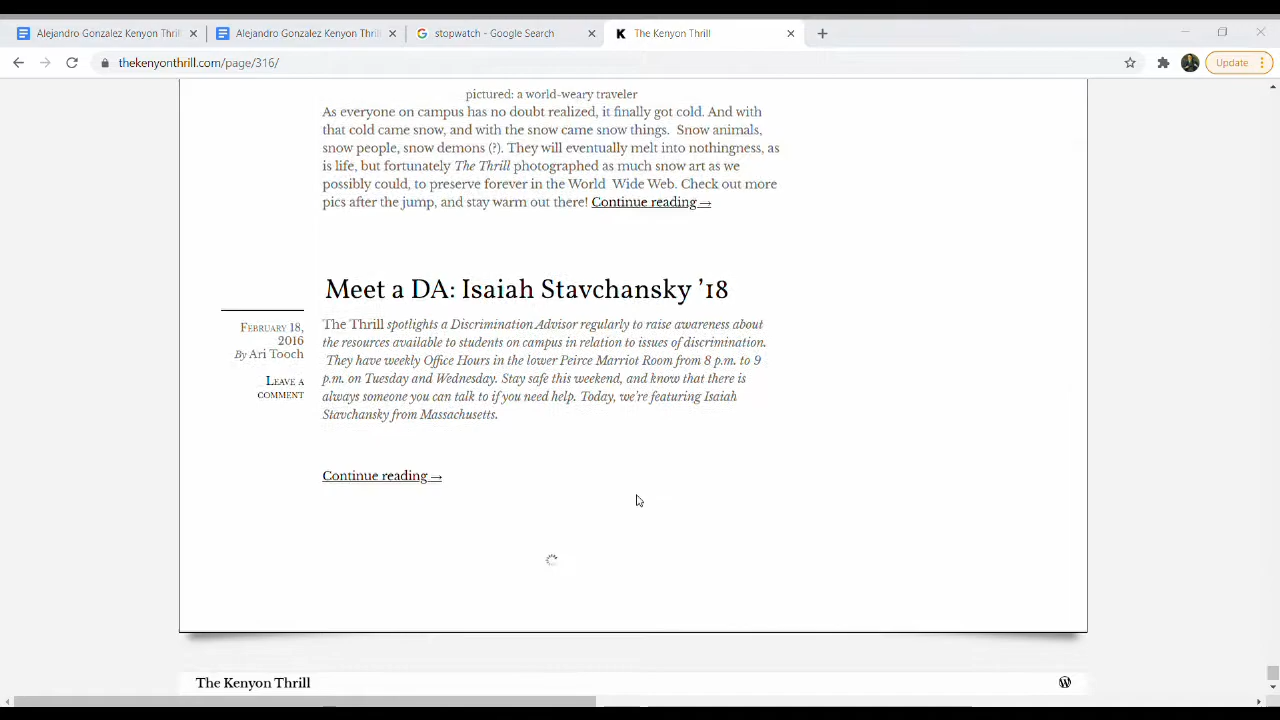 Alejandro Gonzalez Kenyon Thril
Alejandro Gonzalez Kenyon Thril
stopwatch - Google Search
The Kenyon Thrill
thekenyonthrill.com/page/316/
Update
pictured: a world-weary traveler
As everyone on campus has no doubt realized, it finally got cold. And with
that cold came snow, and with the snow came snow things. Snow animals,
snow people, snow demons (?). They will eventually melt into nothingness, as
is life, but fortunately The Thrill photographed as much snow art as we
possibly could, to preserve forever in the World Wide Web. Check out more
pics after the jump, and stay warm out there! Continue reading →
Meet a DA: Isaiah Stavchansky ’18
February 18,
2016
By Ari Tooch
Leave a
comment
The Thrill spotlights a Discrimination Advisor regularly to raise awareness about
the resources available to students on campus in relation to issues of discrimination.
They have weekly Office Hours in the lower Peirce Marriot Room from 8 p.m. to 9
p.m. on Tuesday and Wednesday. Stay safe this weekend, and know that there is
always someone you can talk to if you need help. Today, we’re featuring Isaiah
Stavchansky from Massachusetts.
Continue reading →
The Kenyon Thrill